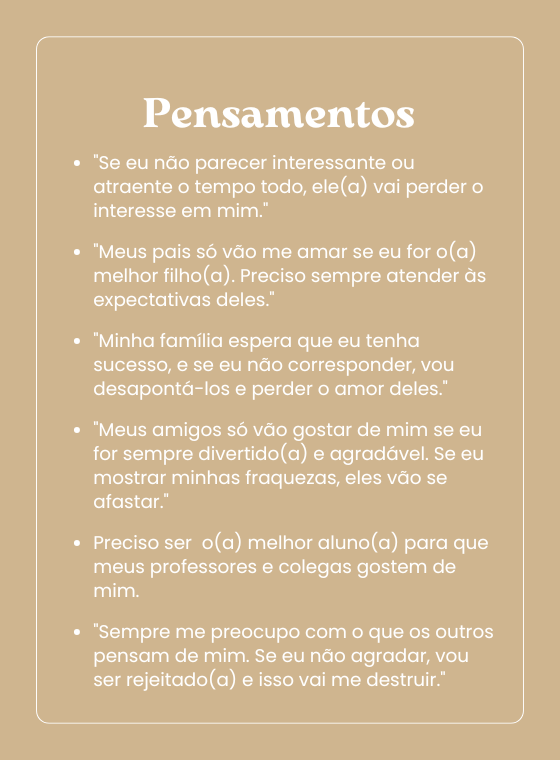 Pensamentos
• "Se eu não parecer interessante ou
atraente o tempo todo, ele(a) vai perder o
interesse em mim."
• "Meus pais só vão me amar se eu for o(a)
melhor filho(a). Preciso sempre atender às
expectativas deles."
• "Minha família espera que eu tenha
sucesso, e se eu não corresponder, vou
desapontá-los e perder o amor deles."
• "Meus amigos só vão gostar de mim se eu
for sempre divertido(a) e agradável. Se eu
mostrar minhas fraquezas, eles vão se
afastar."
• Preciso ser  o(a) melhor aluno(a) para que
meus professores e colegas gostem de
mim.
• "Sempre me preocupo com o que os outros
pensam de mim. Se eu não agradar, vou
ser rejeitado(a) e isso vai me destruir."